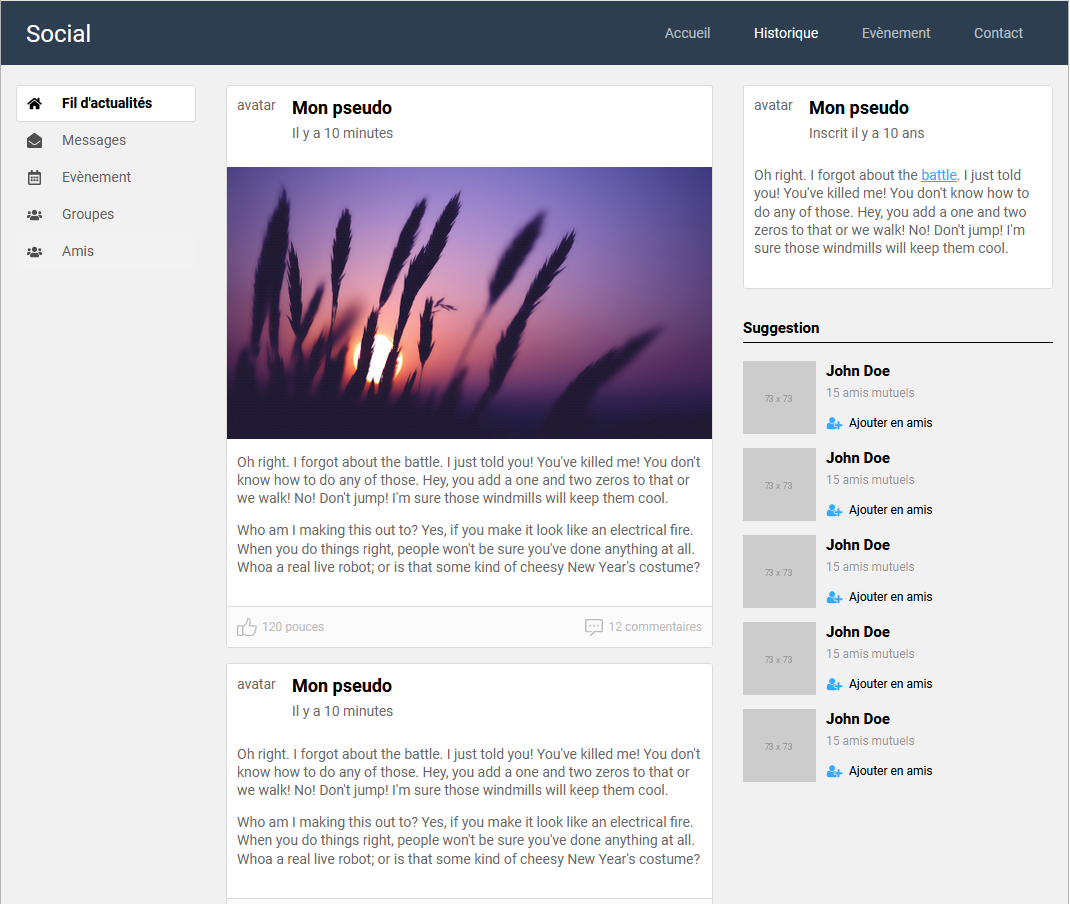 Social
Accueil
Historique
Evènement
Contact
Fil d'actualités
Messages
Evènement
Groupes
Amis
avatar
Mon pseudo
Il y a 10 minutes
Oh right. I forgot about the battle. I just told you! You've killed me! You don't
know how to do any of those. Hey, you add a one and two zeros to that or
we walk! No! Don't jump! I'm sure those windmills will keep them cool.
Who am I making this out to? Yes, if you make it look like an electrical fire.
When you do things right, people won't be sure you've done anything at all.
Whoa a real live robot; or is that some kind of cheesy New Year's costume?
120 pouces
12 commentaires
avatar
Mon pseudo
Il y a 10 minutes
Oh right. I forgot about the battle. I just told you! You've killed me! You don't
know how to do any of those. Hey, you add a one and two zeros to that or
we walk! No! Don't jump! I'm sure those windmills will keep them cool.
Who am I making this out to? Yes, if you make it look like an electrical fire.
When you do things right, people won't be sure you've done anything at all.
Whoa a real live robot; or is that some kind of cheesy New Year's costume?
avatar
Mon pseudo
Inscrit il y a 10 ans
Oh right. I forgot about the battle. I just told
you! You've killed me! You don't know how to
do any of those. Hey, you add a one and two
zeros to that or we walk! No! Don't jump! I'm
sure those windmills will keep them cool.
Suggestion
73 x 73
John Doe
15 amis mutuels
Ajouter en amis
73 x 73
John Doe
15 amis mutuels
Ajouter en amis
73 x 73
John Doe
15 amis mutuels
Ajouter en amis
73 x 73
John Doe
15 amis mutuels
Ajouter en amis
73 x 73
John Doe
15 amis mutuels
Ajouter en amis